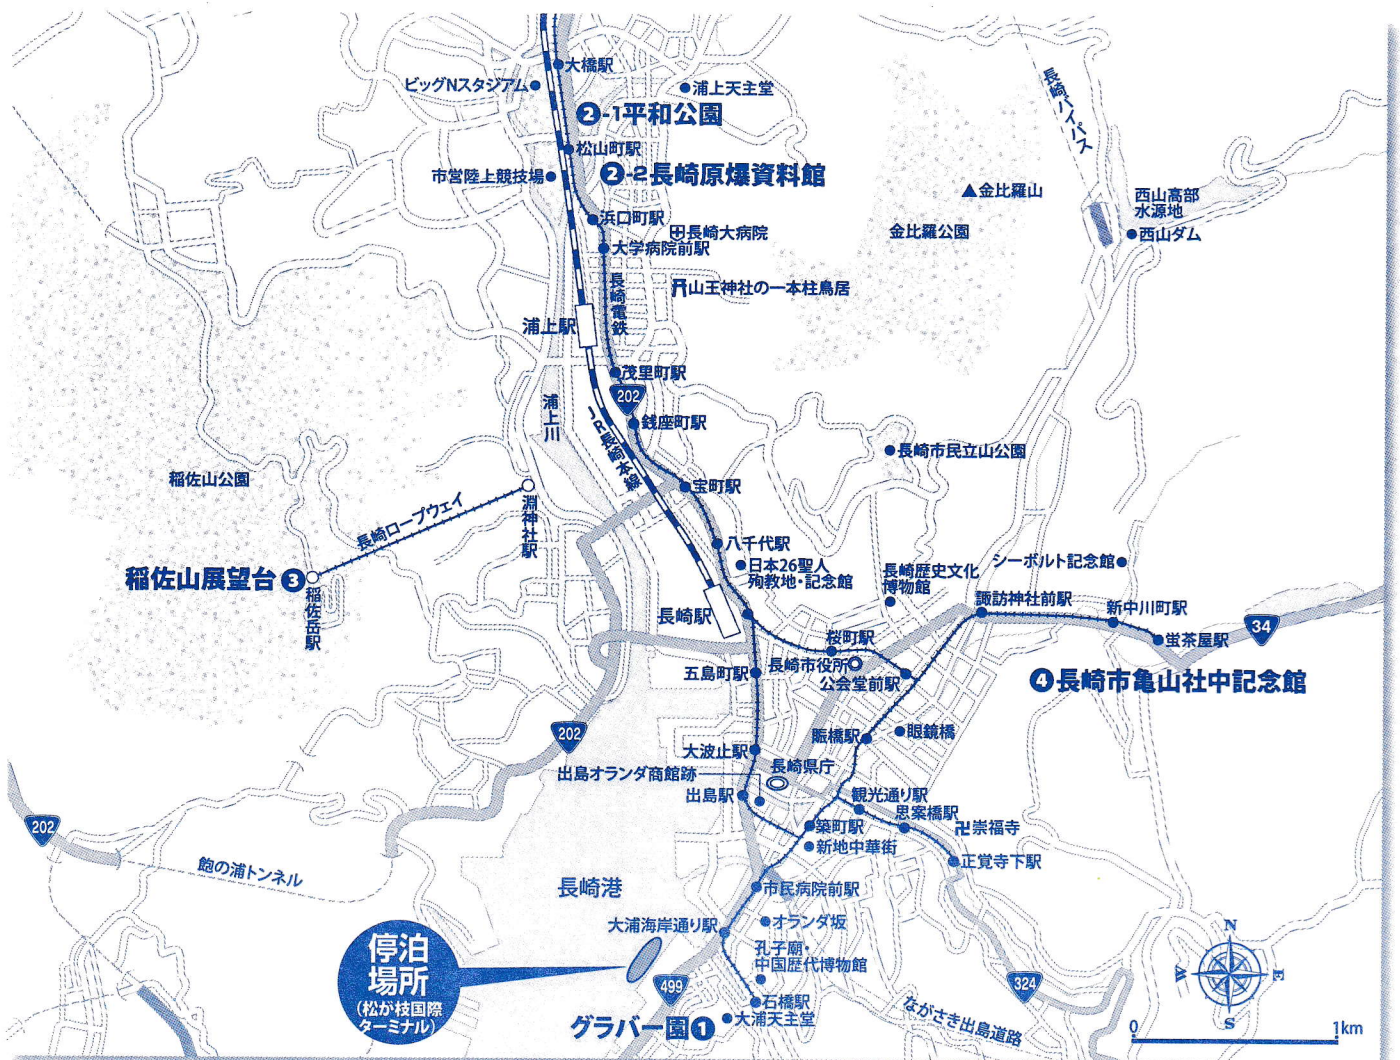 大橋駅
ビッグNスタジアム
浦上天主堂
❷-1平和公園
長崎バイパス
松山町駅
市営陸上競技場
❷-2長崎原爆資料館
金比羅山
西山高部
水源地
浜口町駅
長崎大病院
金比羅公園
西山ダム
大学病院前駅
長崎電鉄
山王神社の一本柱鳥居
浦上駅
茂里町駅
202
浦上川
JR長崎本線
銭座町駅
長崎市民立山公園
稲佐山公園
宝町駅
長崎ロープウェイ
淵神社駅
八千代駅
日本26聖人
殉教地・記念館
シーボルト記念館
長崎歴史文化
博物館
稲佐山展望台❸
稲佐岳駅
諏訪神社前駅
新中川町駅
長崎駅
桜町駅
蛍茶屋駅
34
長崎市役所
五島町駅
公会堂前駅
❹長崎市亀山社中記念館
202
賑橋駅
眼鏡橋
大波止駅
長崎県庁
出島オランダ商館跡
出島駅
観光通り駅
思案橋駅
202
築町駅
卍崇福寺
新地中華街
正覚寺下駅
飽の浦トンネル
長崎港
市民病院前駅
大浦海岸通り駅
オランダ坂
停泊
場所
(松が枝国際
ターミナル)
孔子廟・
中国歴代博物館
N
W
E
S
499
324
石橋駅
ながさき出島道路
グラバー園❶
大浦天主堂
0
1km